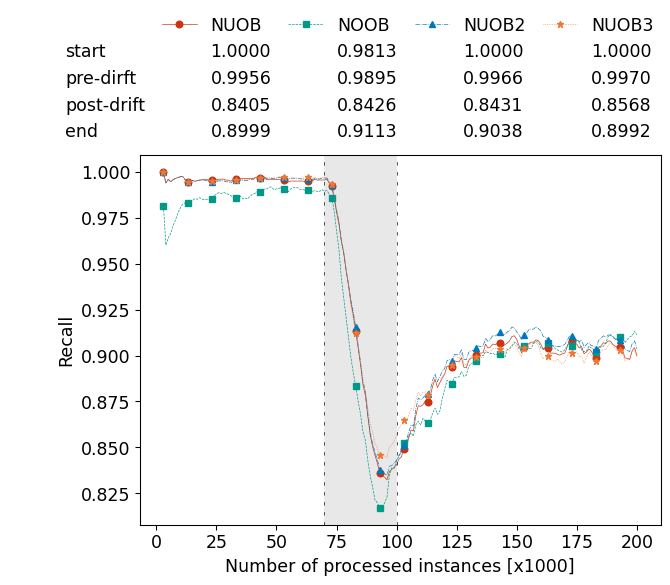 NUOB NOOB NUOB2 NUOB3
start 1.0000 0.9813 1.0000 1.0000
pre-dirft 0.9956 0.9895 0.9966 0.9970
post-drift 0.8405 0.8426 0.8431 0.8568
end 0.8999 0.9113 0.9038 0.8992
1.000
0.975
0.950
0.925
0.900
0.875
0.850
0.825
Recall
0 25 50 75 100 125 150 175 200
Number of processed instances [x1000]